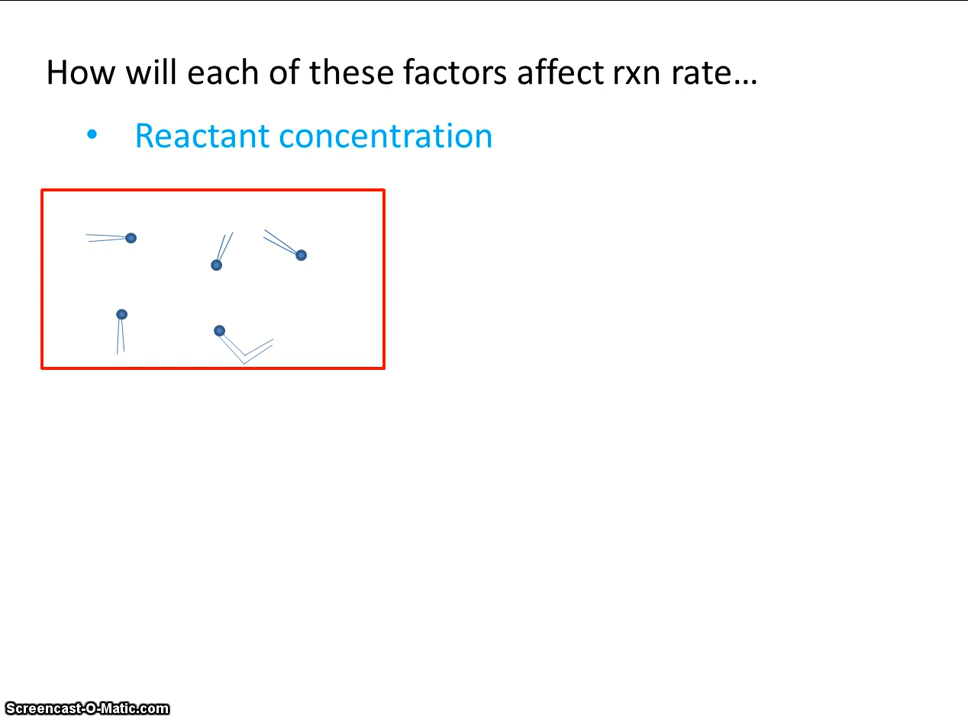 How will each of these factors affect rxn rate…
• Reactant concentration
Screencast-O-Matic.com